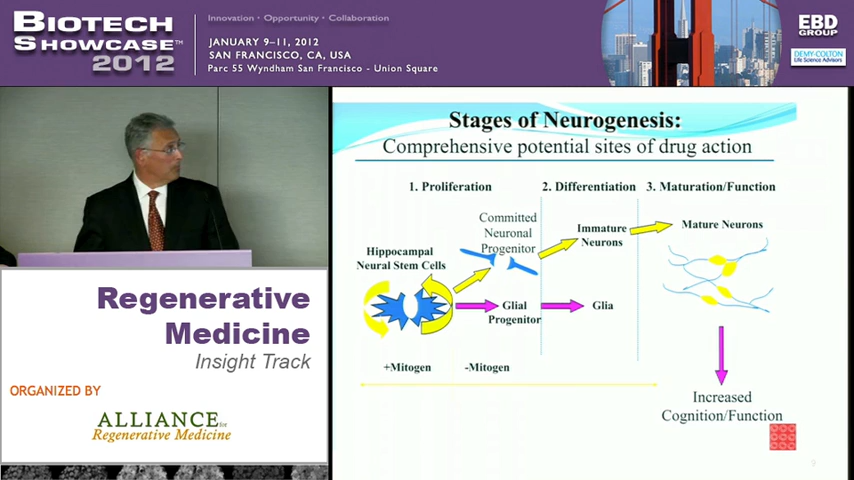 BIOTECH
SHOWCASE™
2012
Innovation • Opportunity • Collaboration
JANUARY 9–11, 2012
SAN FRANCISCO, CA, USA
Parc 55 Wyndham San Francisco - Union Square
EBD
GROUP
DEMY-COLTON
Life Science Advisors
Regenerative
Medicine
Insight Track
ORGANIZED BY
ALLIANCE for
Regenerative Medicine
Stages of Neurogenesis:
Comprehensive potential sites of drug action
1. Proliferation
2. Differentiation
3. Maturation/Function
Committed
Neuronal
Progenitor
Immature
Neurons
Mature Neurons
Hippocampal
Neural Stem Cells
Glial
Progenitor
Glia
+Mitogen
-Mitogen
Increased
Cognition/Function
9